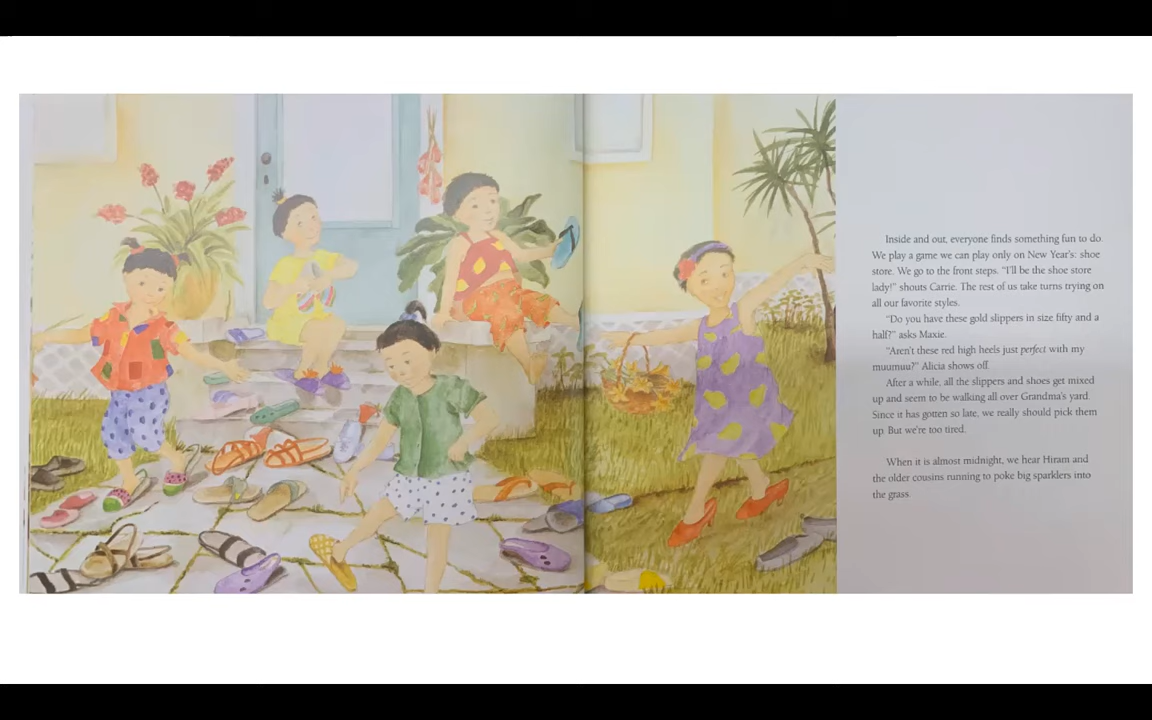 Inside and out, everyone finds something fun to do.
We play a game we can play only on New Year's: shoe
store. We go to the front steps. "I'll be the shoe store
lady!" shouts Carrie. The rest of us take turns trying on
all our favorite styles.
"Do you have these gold slippers in size fifty and a
half?" asks Maxie.
"Aren't these red high heels just perfect with my
muumuu?" Alicia shows off.
After a while, all the slippers and shoes get mixed
up and seem to be walking all over Grandma's yard.
Since it has gotten so late, we really should pick them
up. But we're too tired.
When it is almost midnight, we hear Hiram and
the older cousins running to poke big sparklers into
the grass.